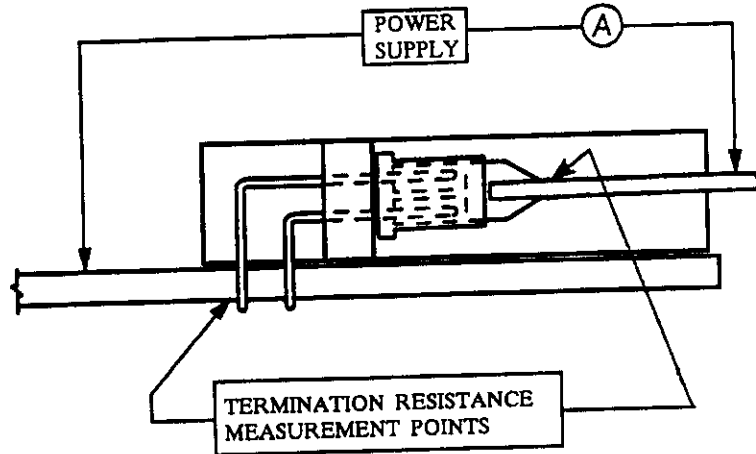 POWER
SUPPLY
A
TERMINATION RESISTANCE
MEASUREMENT POINTS